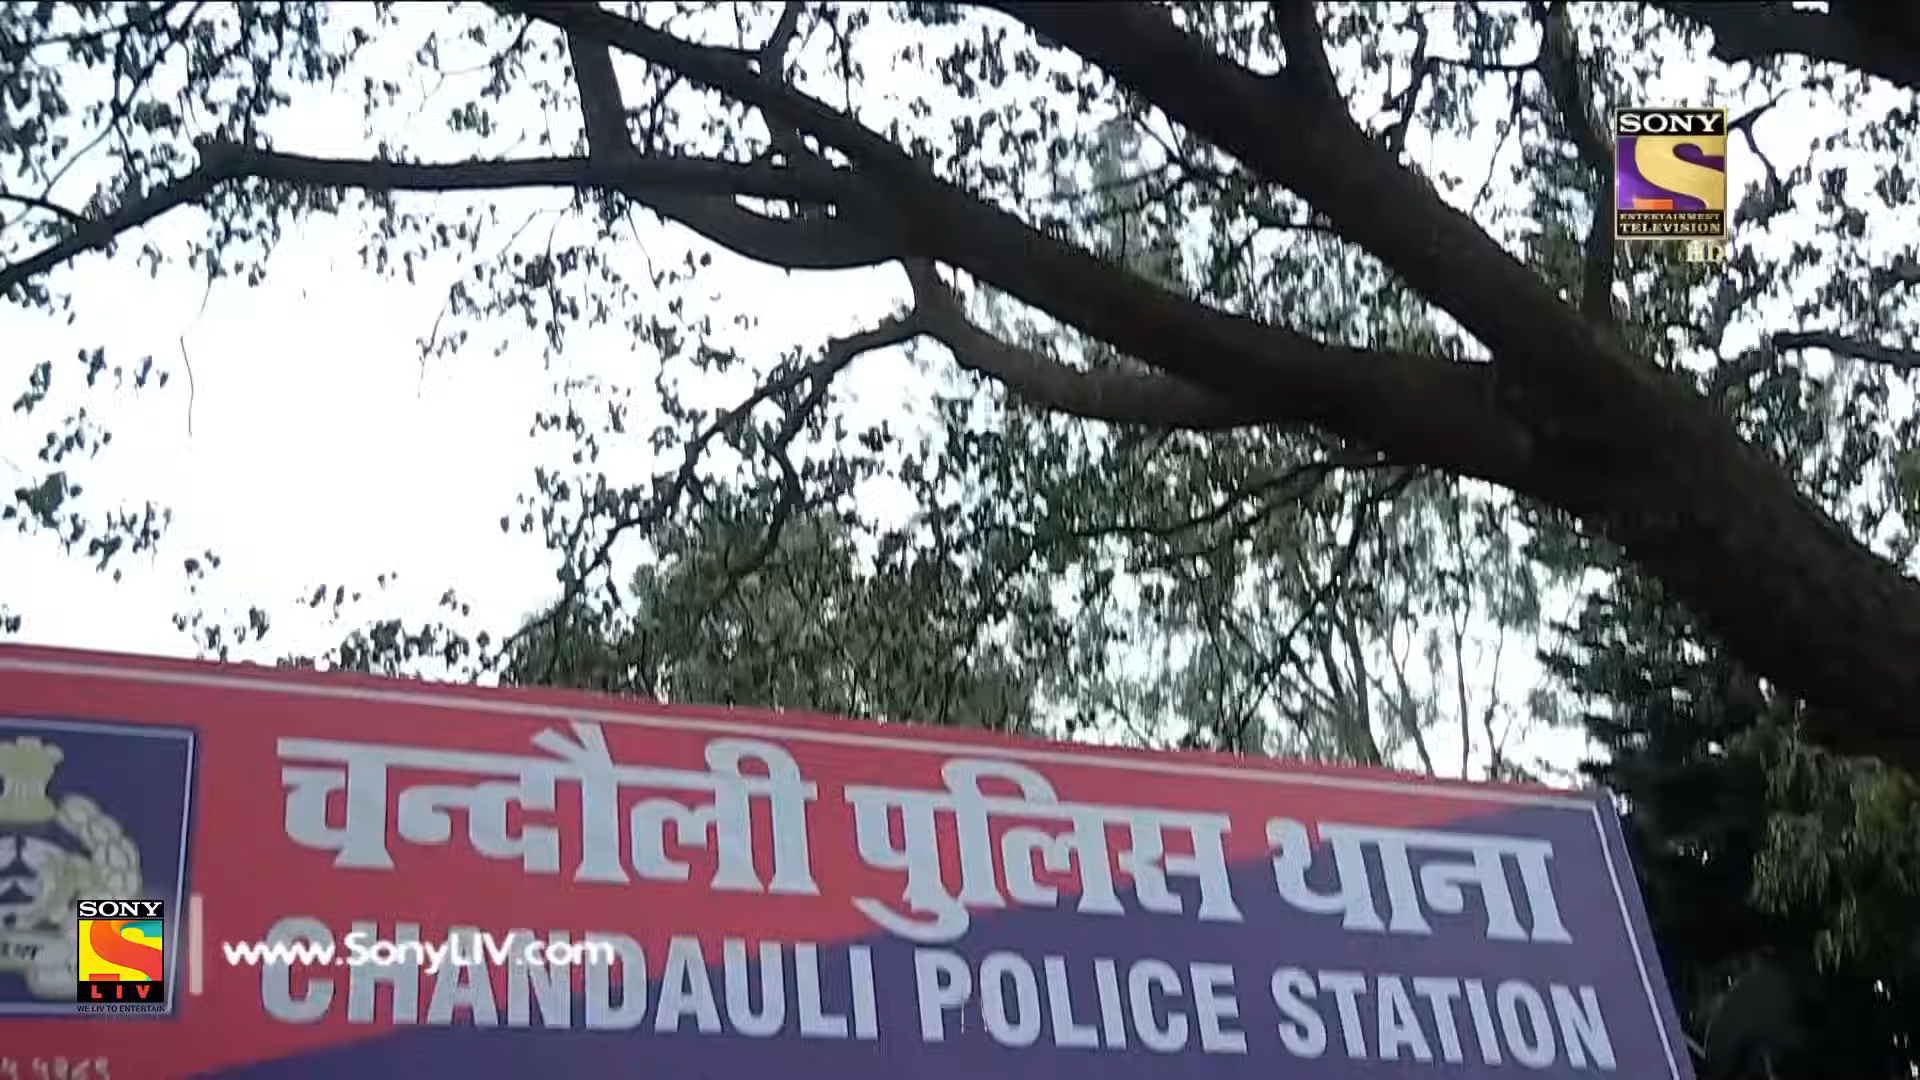 SONY
ENTERTAINMENT
TELEVISION
HD
चन्दौली पुलिस थाना
CHANDAULI POLICE STATION
SONY
LIV
WE LIV TO ENTERTAIN
www.SonyLIV.com